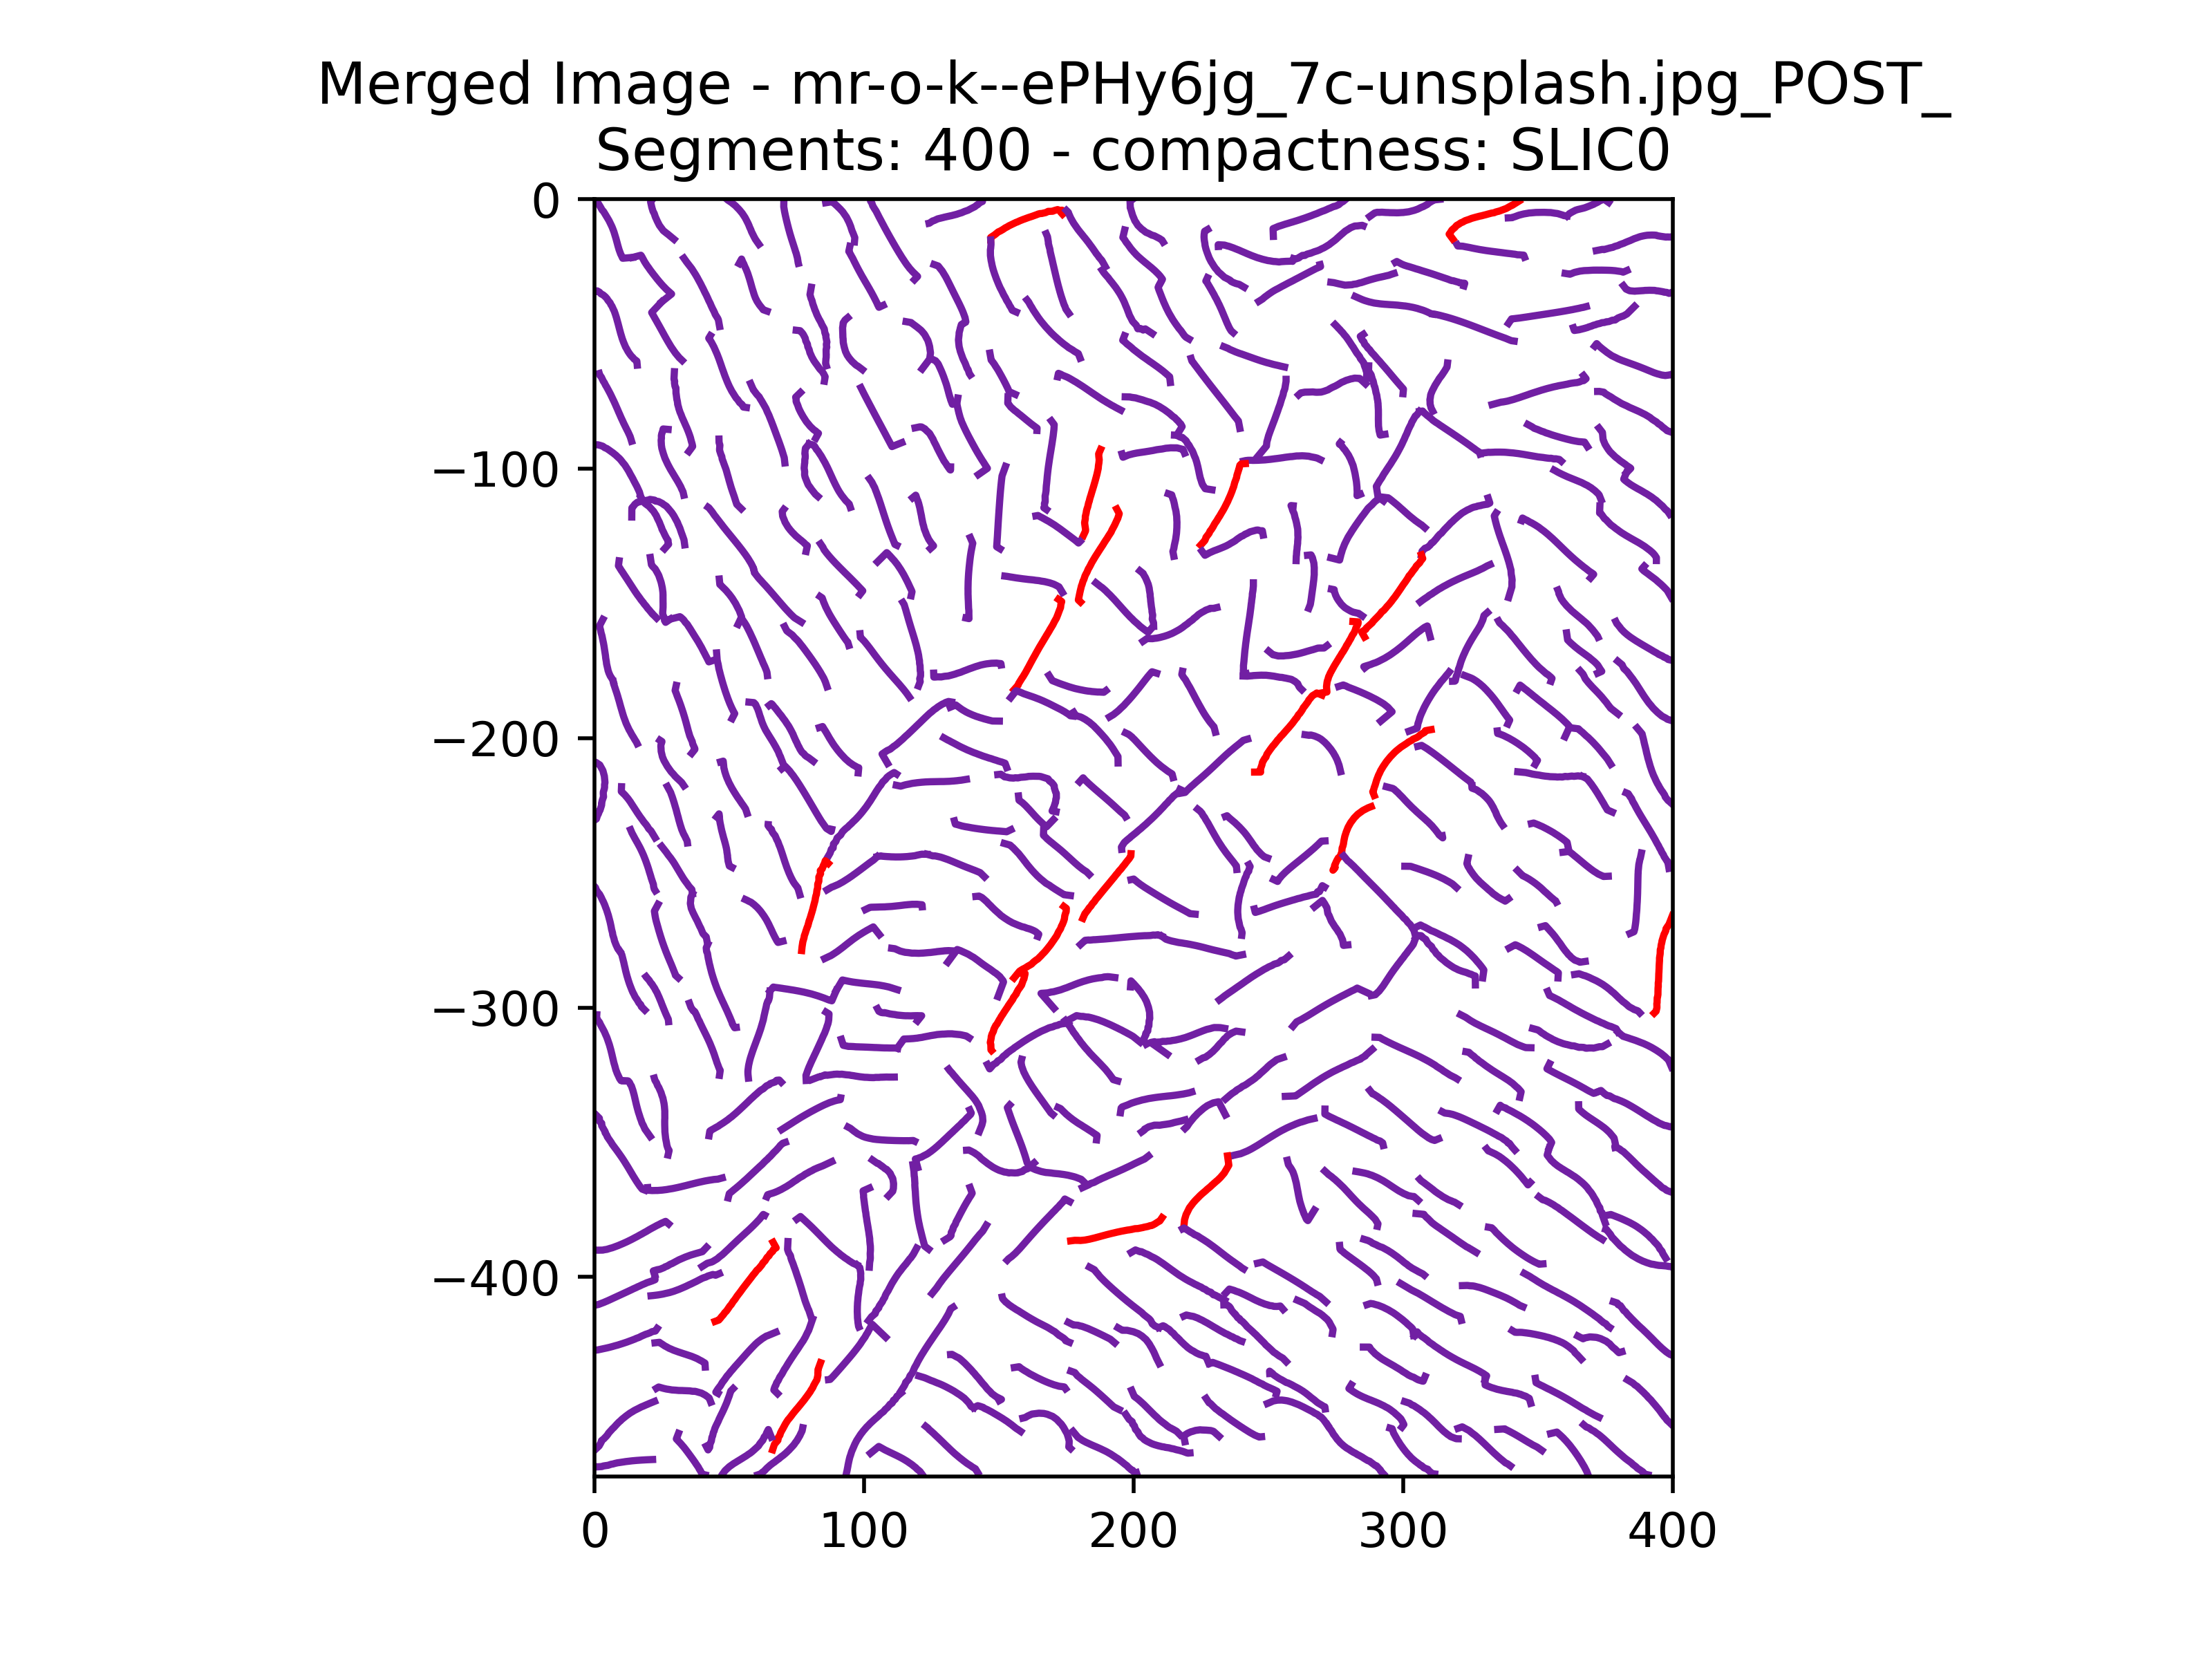 Merged Image - mr-o-k--ePHy6jg_7c-unsplash.jpg_POST_
Segments: 400 - compactness: SLIC0
0
−100
−200
−300
−400
0 100 200 300 400